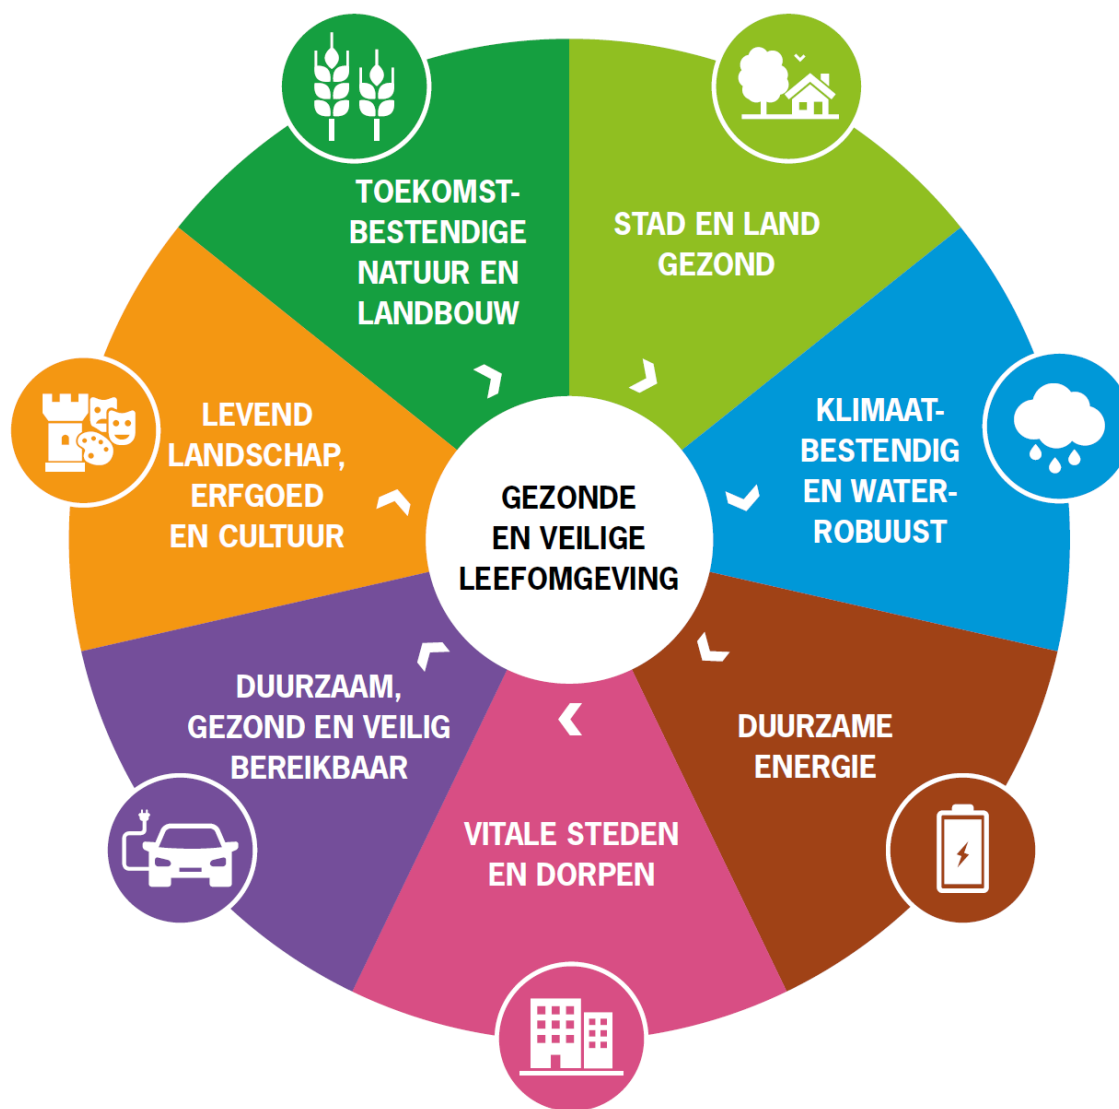 TOEKOMST-
BESTENDIGE
NATUUR EN
LANDBOUW
STAD EN LAND
GEZOND
KLIMAAT-
BESTENDIG
EN WATER-
ROBUUST
DUURZAME
ENERGIE
VITALE STEDEN
EN DORPEN
DUURZAAM,
GEZOND EN VEILIG
BEREIKBAAR
LEVEND
LANDSCHAP,
ERFGOED
EN CULTUUR
GEZONDE
EN VEILIGE
LEEFOMGEVING